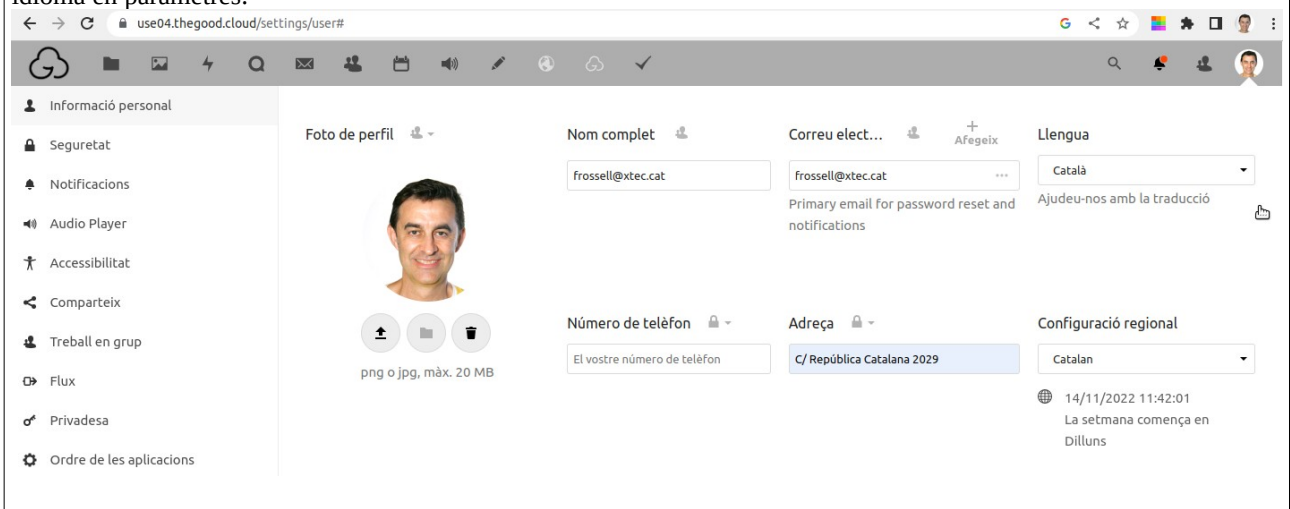 idioma en paràmetres:
use04.thegood.cloud/settings/user#
Informació personal
Seguretat
Notificacions
Audio Player
Accessibilitat
Comparteix
Treball en grup
Flux
Privadesa
Ordre de les aplicacions
Foto de perfil
png o jpg, màx. 20 MB
Nom complet
frossell@xtec.cat
Correu elect...
Afegeix
frossell@xtec.cat
Primary email for password reset and
notifications
Llengua
Català
Ajudeu-nos amb la traducció
Número de telèfon
El vostre número de telèfon
Adreça
C/ República Catalana 2029
Configuració regional
Catalan
14/11/2022 11:42:01
La setmana comença en
Dilluns